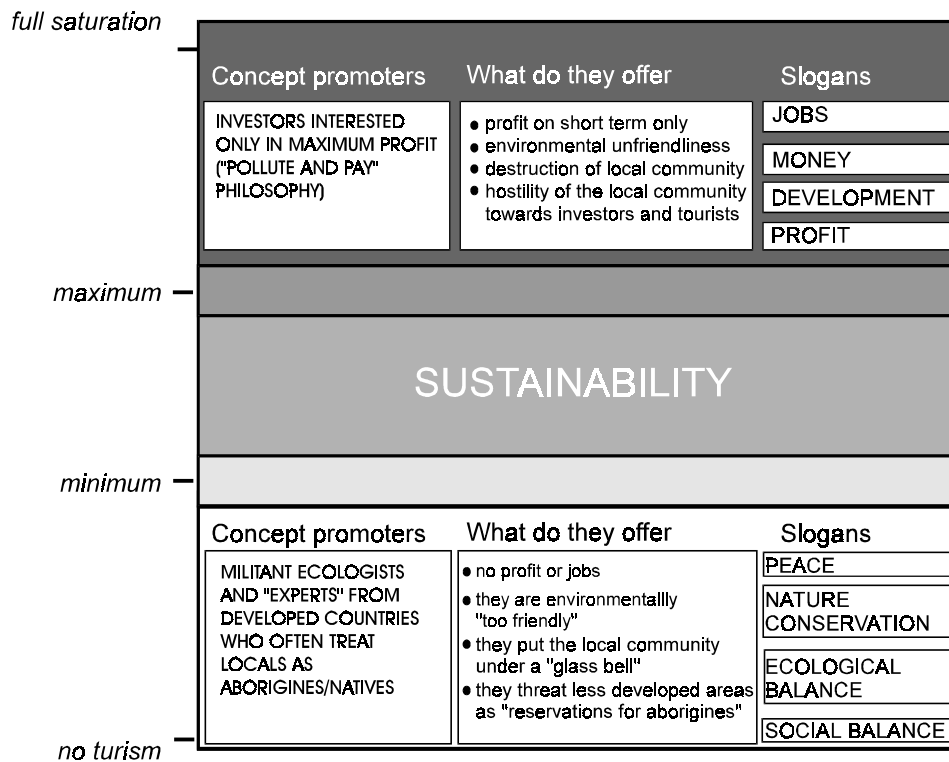 full saturation
Concept promoters
What do they offer
Slogans
INVESTORS INTERESTED
ONLY IN MAXIMUM PROFIT
("POLLUTE AND PAY"
PHILOSOPHY)
• profit on short term only
• environmental unfriendliness
• destruction of local community
• hostility of the local community
towards investors and tourists
JOBS
MONEY
DEVELOPMENT
PROFIT
maximum
SUSTAINABILITY
minimum
Concept promoters
What do they offer
Slogans
MILITANT ECOLOGISTS
AND "EXPERTS" FROM
DEVELOPED COUNTRIES
WHO OFTEN TREAT
LOCALS AS
ABORIGINES/NATIVES
• no profit or jobs
• they are environmentallly
"too friendly"
• they put the local community
under a "glass bell"
• they threat less developed areas
as "reservations for aborigines"
PEACE
NATURE
CONSERVATION
ECOLOGICAL
BALANCE
SOCIAL BALANCE
no turism